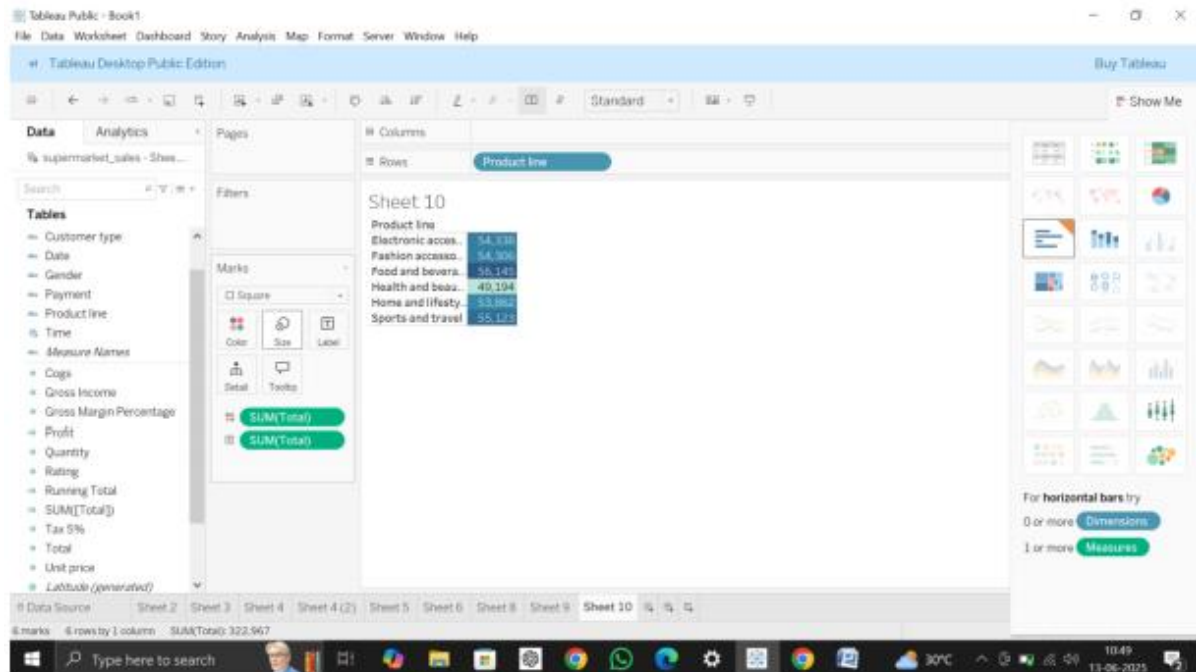 Tableau Public - Book1
File Data Worksheet Dashboard Story Analysis Map Format Server Window Help
Tableau Desktop Public Edition
Buy Tableau
Standard
Show Me
Data
Analytics
supermarket_sales - Shee...
Search
Tables
Customer type
Date
Gender
Payment
Product line
Time
Measure Names
Cogs
Gross Income
Gross Margin Percentage
Profit
Quantity
Rating
Running Total
SUM([Total])
Tax 5%
Total
Unit price
Latitude (generated)
Pages
Filters
Marks
Square
Color
Size
Label
Detail
Tooltip
SUM(Total)
SUM(Total)
Columns
Rows
Product line
Sheet 10
Product line
Electronic acces.. 54,338
Fashion accesso.. 54,306
Food and bevera.. 56,145
Health and beau.. 49,194
Home and lifesty.. 53,862
Sports and travel 55,123
For horizontal bars try
0 or more Dimensions
1 or more Measures
Data Source Sheet 2 Sheet 3 Sheet 4 Sheet 4 (2) Sheet 5 Sheet 6 Sheet 8 Sheet 9 Sheet 10
6 marks 6 rows by 1 column SUM(Total): 322,967
Type here to search
30°C
10:49
13-06-2025